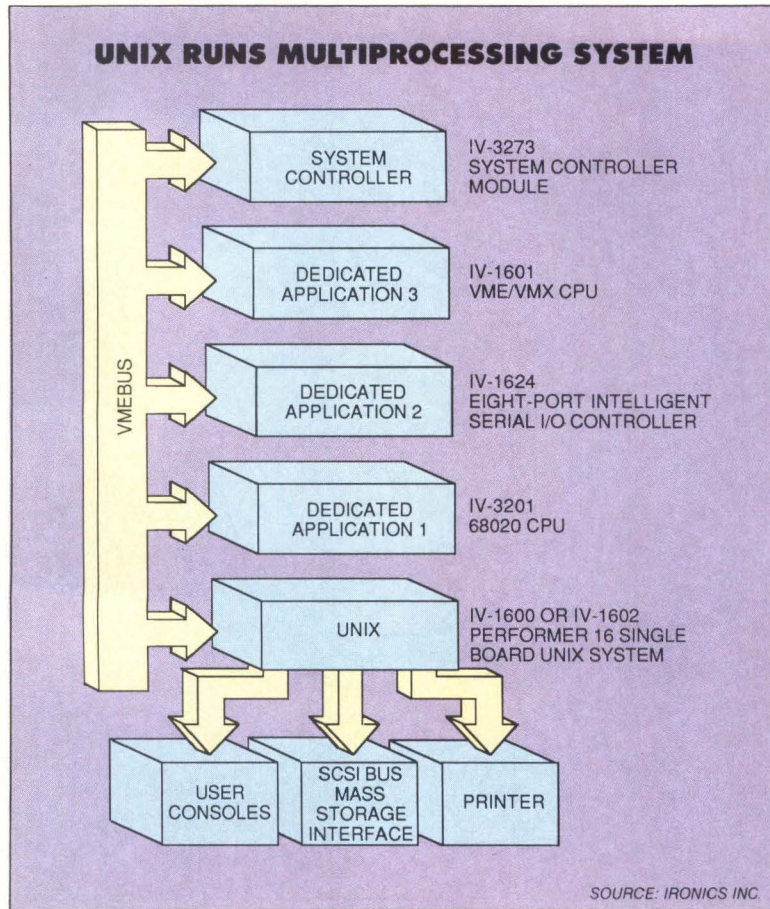 UNIX RUNS MULTIPROCESSING SYSTEM
SYSTEM
CONTROLLER
IV-3273
SYSTEM CONTROLLER
MODULE
DEDICATED
APPLICATION 3
IV-1601
VME/VMX CPU
VMEBUS
DEDICATED
APPLICATION 2
IV-1624
EIGHT-PORT INTELLIGENT
SERIAL I/O CONTROLLER
DEDICATED
APPLICATION 1
IV-3201
68020 CPU
UNIX
IV-1600 OR IV-1602
PERFORMER 16 SINGLE
BOARD UNIX SYSTEM
USER
CONSOLES
SCSI BUS
MASS
STORAGE
INTERFACE
PRINTER
SOURCE: IRONICS INC.